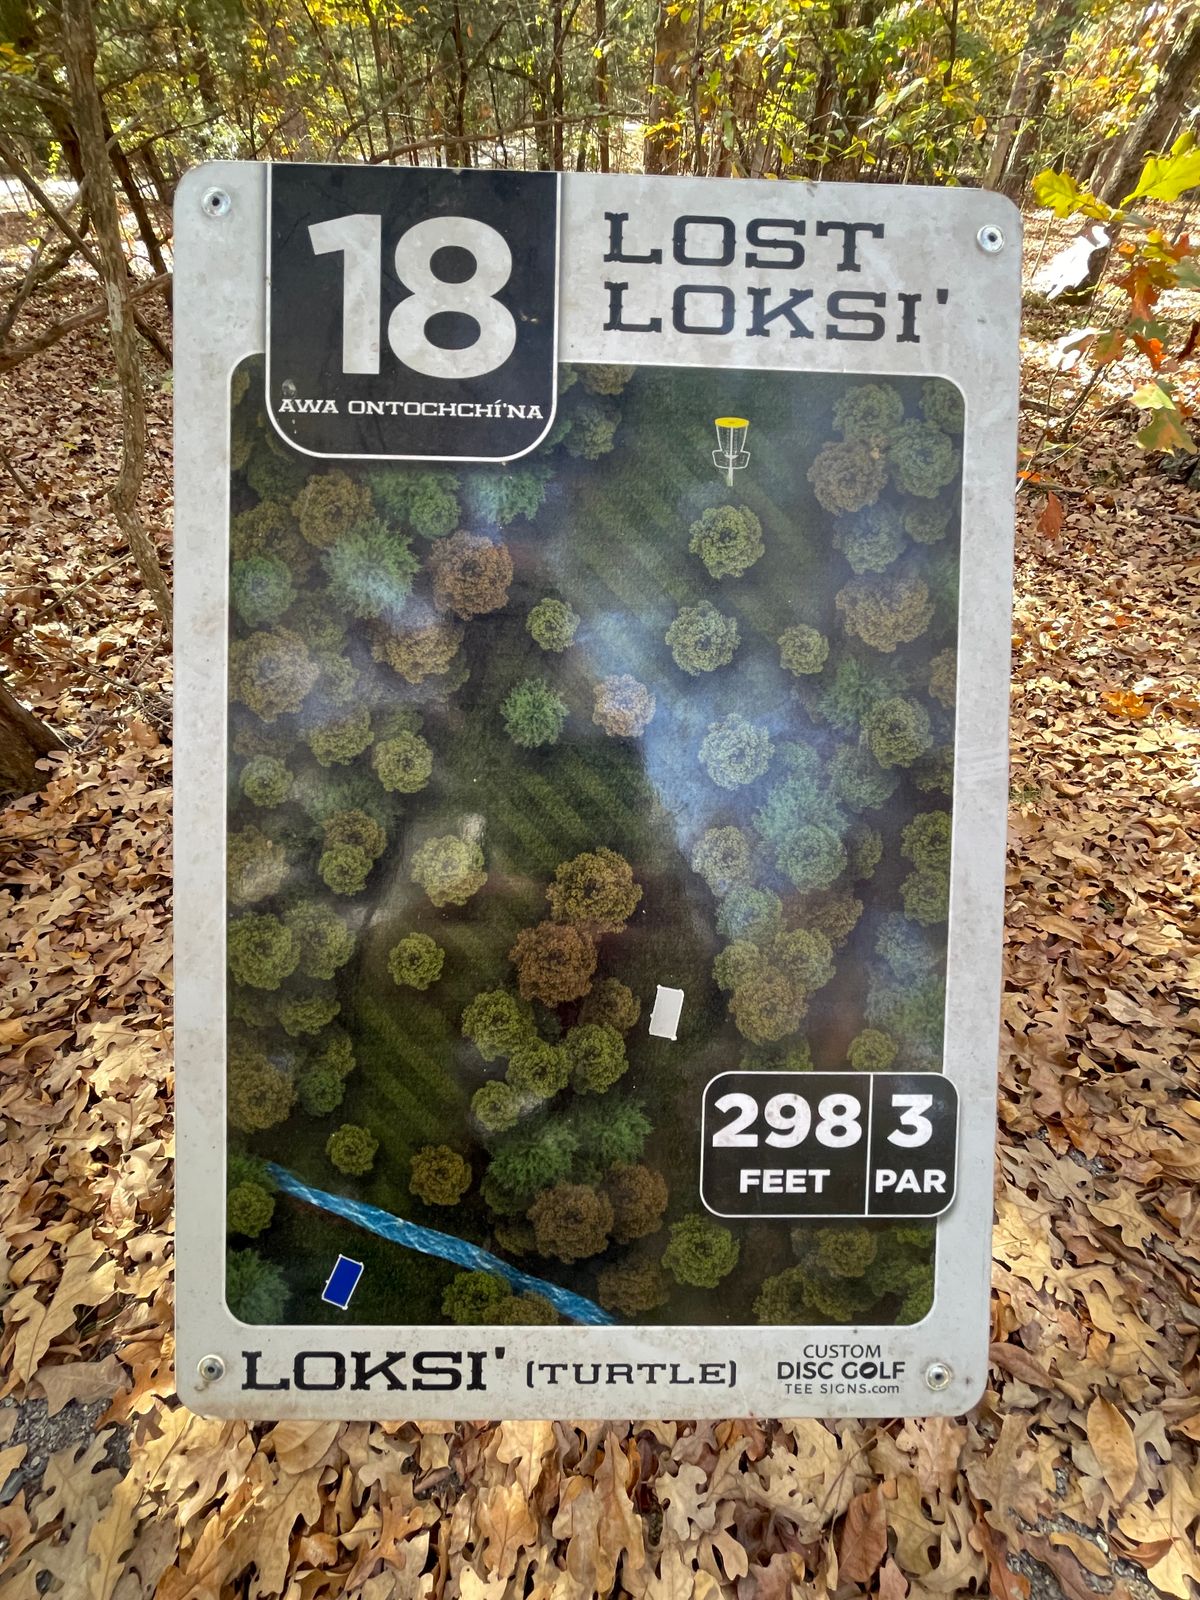 18
AWA ONTOCHCHÍ'NA
LOST
LOKSI'
298
FEET
3
PAR
LOKSI' (TURTLE)
CUSTOM
DISC GOLF
TEE SIGNS.com